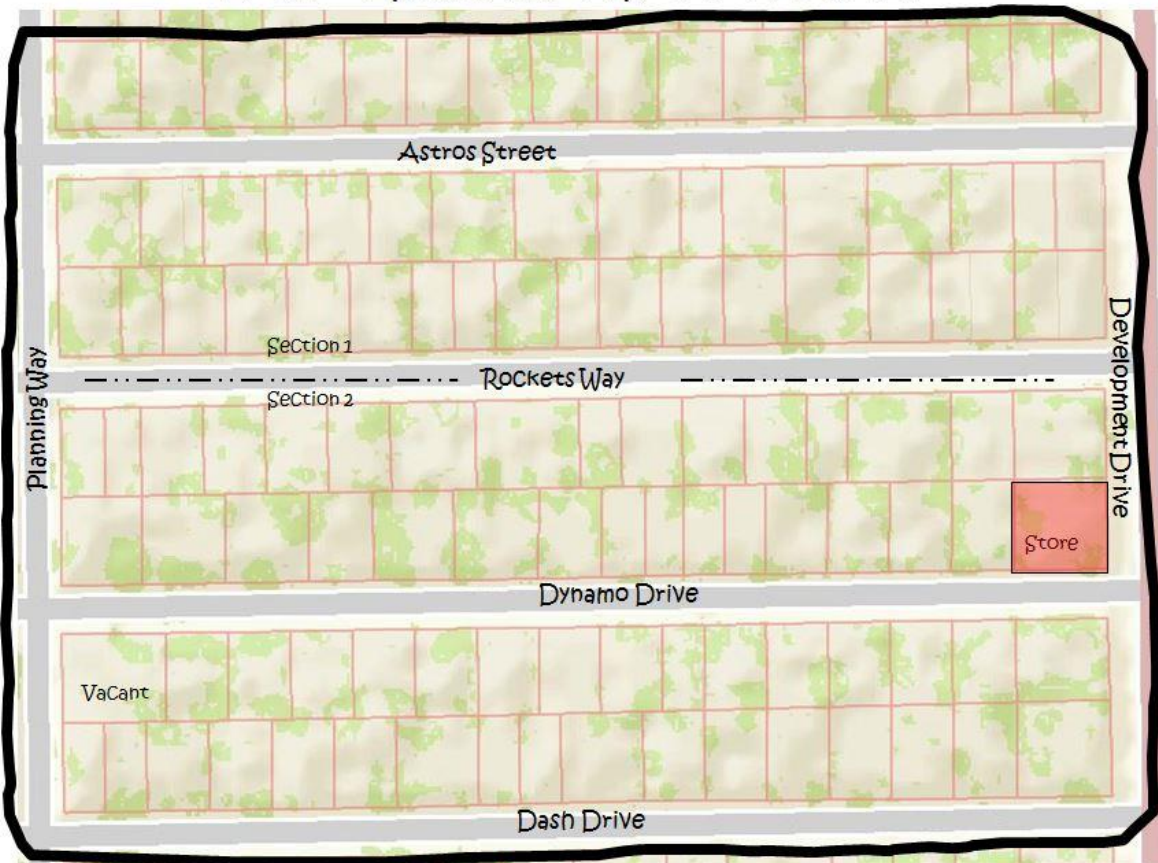 Astros Street
Section 1
Rockets Way
Section 2
Planning Way
Development Drive
Store
Dynamo Drive
Vacant
Dash Drive